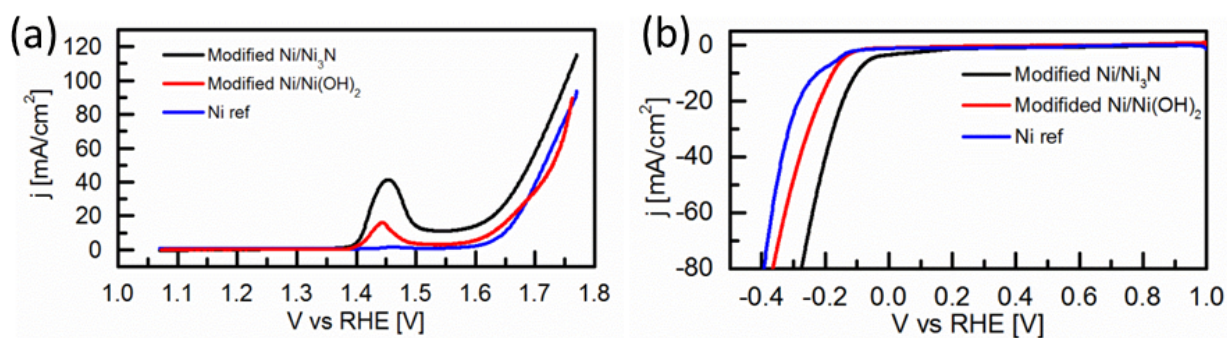 (a)
120
100
80
60
40
20
0
j [mA/cm²]
Modified Ni/Ni₃N
Modified Ni/Ni(OH)₂
Ni ref
1.0 1.1 1.2 1.3 1.4 1.5 1.6 1.7 1.8
V vs RHE [V]
(b)
0
-20
-40
-60
-80
j [mA/cm²]
Modified Ni/Ni₃N
Modifided Ni/Ni(OH)₂
Ni ref
-0.4 -0.2 0.0 0.2 0.4 0.6 0.8 1.0
V vs RHE [V]